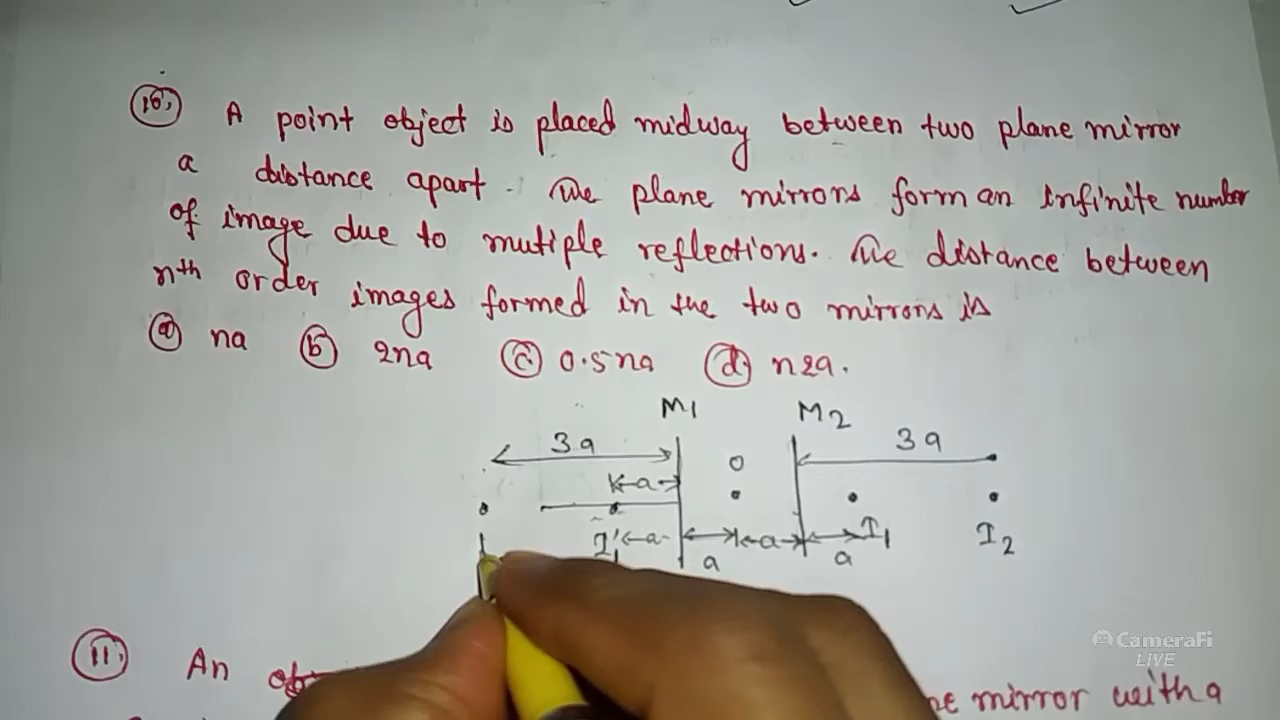 10. A point object is placed midway between two plane mirror
a distance apart. The plane mirrors form an infinite number
of image due to mutiple reflections. The distance between
nth order images formed in the two mirrors is
a na b 2na c. 0.5na d. n2a.
M1 M2
3a 3a
a
I1' a a a a I1 I2
11. An
mirror with a
CameraFi
LIVE